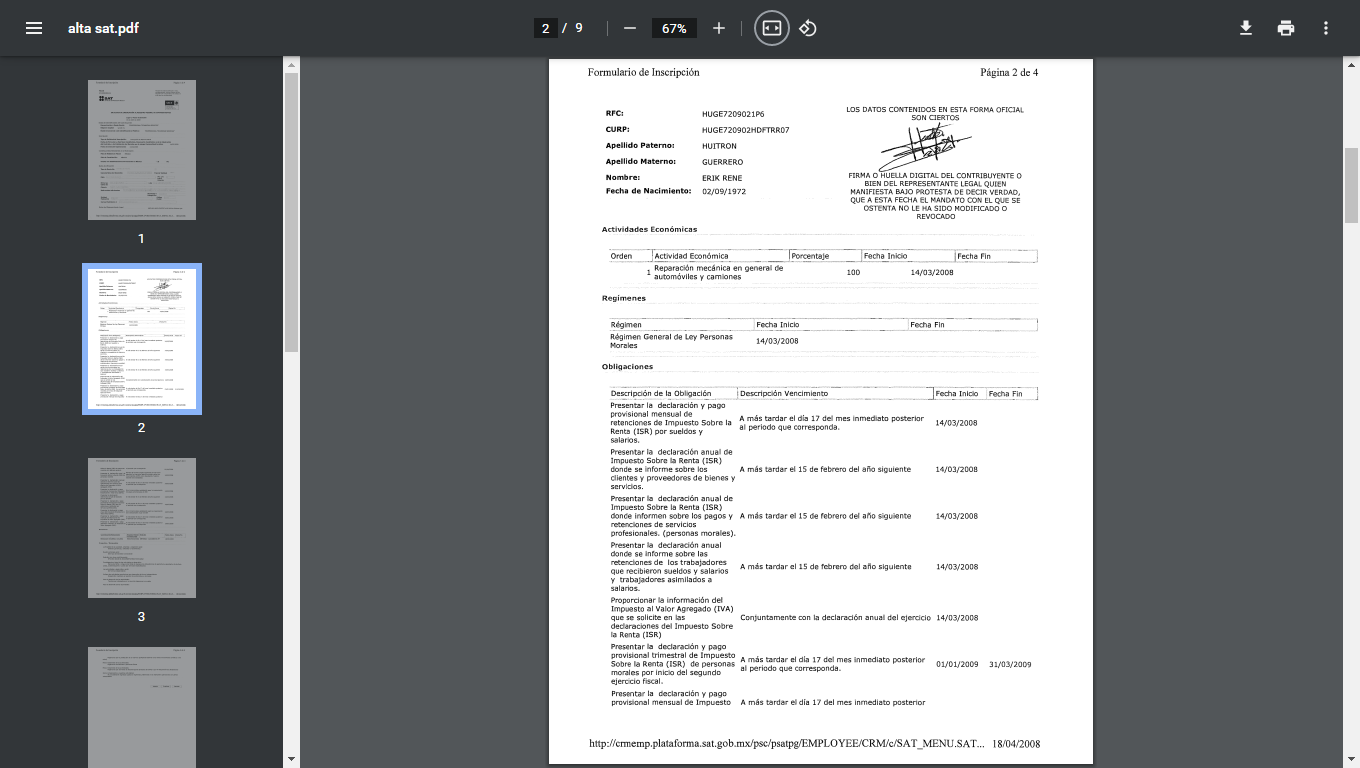 alta sat.pdf
2 / 9
67%
1
2
3
Formulario de Inscripción Página 2 de 4
RFC: HUGE7209021P6
CURP: HUGE720902HDFTRR07
Apellido Paterno: HUITRON
Apellido Materno: GUERRERO
Nombre: ERIK RENE
Fecha de Nacimiento: 02/09/1972
LOS DATOS CONTENIDOS EN ESTA FORMA OFICIAL
SON CIERTOS
FIRMA O HUELLA DIGITAL DEL CONTRIBUYENTE O
BIEN DEL REPRESENTANTE LEGAL QUIEN
MANIFIESTA BAJO PROTESTA DE DECIR VERDAD,
QUE A ESTA FECHA EL MANDATO CON EL QUE SE
OSTENTA NO LE HA SIDO MODIFICADO O
REVOCADO
Actividades Económicas
Orden Actividad Económica Porcentaje Fecha Inicio Fecha Fin
1 Reparación mecánica en general de
automóviles y camiones 100 14/03/2008
Regímenes
Régimen Fecha Inicio Fecha Fin
Régimen General de Ley Personas
Morales 14/03/2008
Obligaciones
Descripción de la Obligación Descripción Vencimiento Fecha Inicio Fecha Fin
Presentar la declaración y pago
provisional mensual de
retenciones de Impuesto Sobre la
Renta (ISR) por sueldos y
salarios.
A más tardar el día 17 del mes inmediato posterior
al periodo que corresponda.
14/03/2008
Presentar la declaración anual de
Impuesto Sobre la Renta (ISR)
donde se informe sobre los
clientes y proveedores de bienes y
servicios.
A más tardar el 15 de febrero del año siguiente
14/03/2008
Presentar la declaración anual de
Impuesto Sobre la Renta (ISR)
donde informen sobre los pagos y
retenciones de servicios
profesionales. (personas morales).
A más tardar el 15 de febrero del año siguiente
14/03/2008
Presentar la declaración anual
donde se informe sobre las
retenciones de los trabajadores
que recibieron sueldos y salarios
y trabajadores asimilados a
salarios.
A más tardar el 15 de febrero del año siguiente
14/03/2008
Proporcionar la información del
Impuesto al Valor Agregado (IVA)
que se solicite en las
declaraciones del Impuesto Sobre
la Renta (ISR)
Conjuntamente con la declaración anual del ejercicio
14/03/2008
Presentar la declaración y pago
provisional trimestral de Impuesto
Sobre la Renta (ISR) de personas
morales por inicio del segundo
ejercicio fiscal.
A más tardar el día 17 del mes inmediato posterior
al periodo que corresponda.
01/01/2009 31/03/2009
Presentar la declaración y pago
provisional mensual de Impuesto
A más tardar el día 17 del mes inmediato posterior
http://crmemp.plataforma.sat.gob.mx/psc/psatpg/EMPLOYEE/CRM/c/SAT_MENU.SAT... 18/04/2008